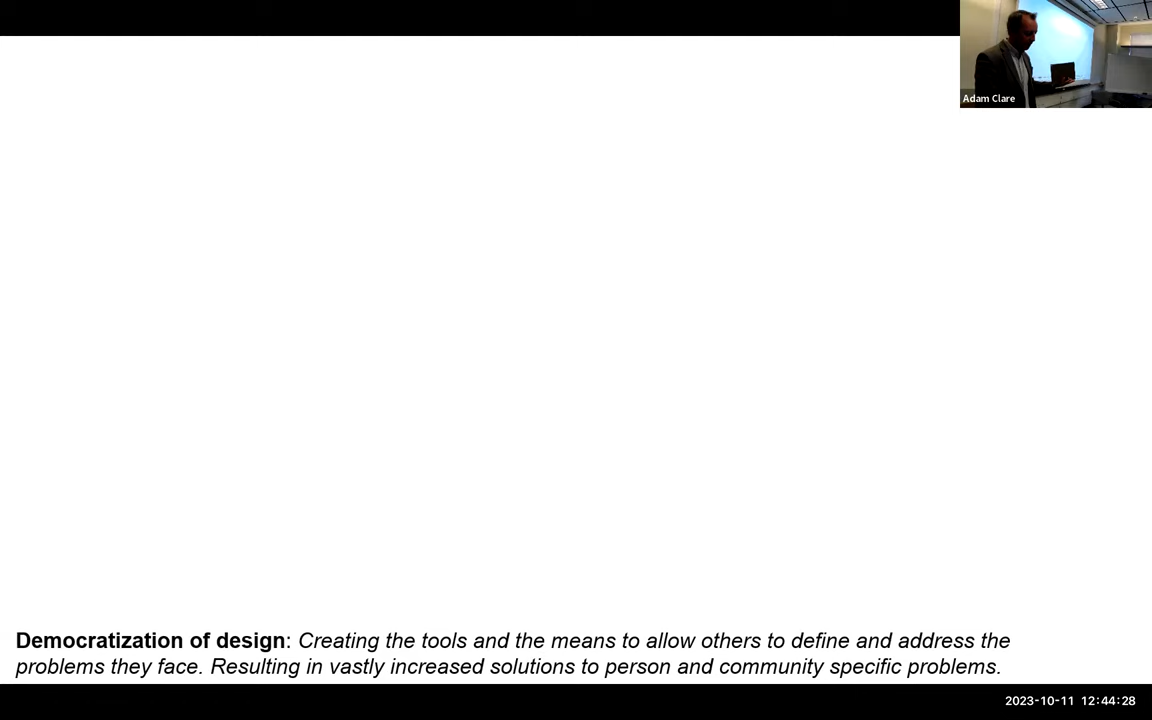 Adam Clare
Democratization of design: Creating the tools and the means to allow others to define and address the
problems they face. Resulting in vastly increased solutions to person and community specific problems.
2023-10-11 12:44:28